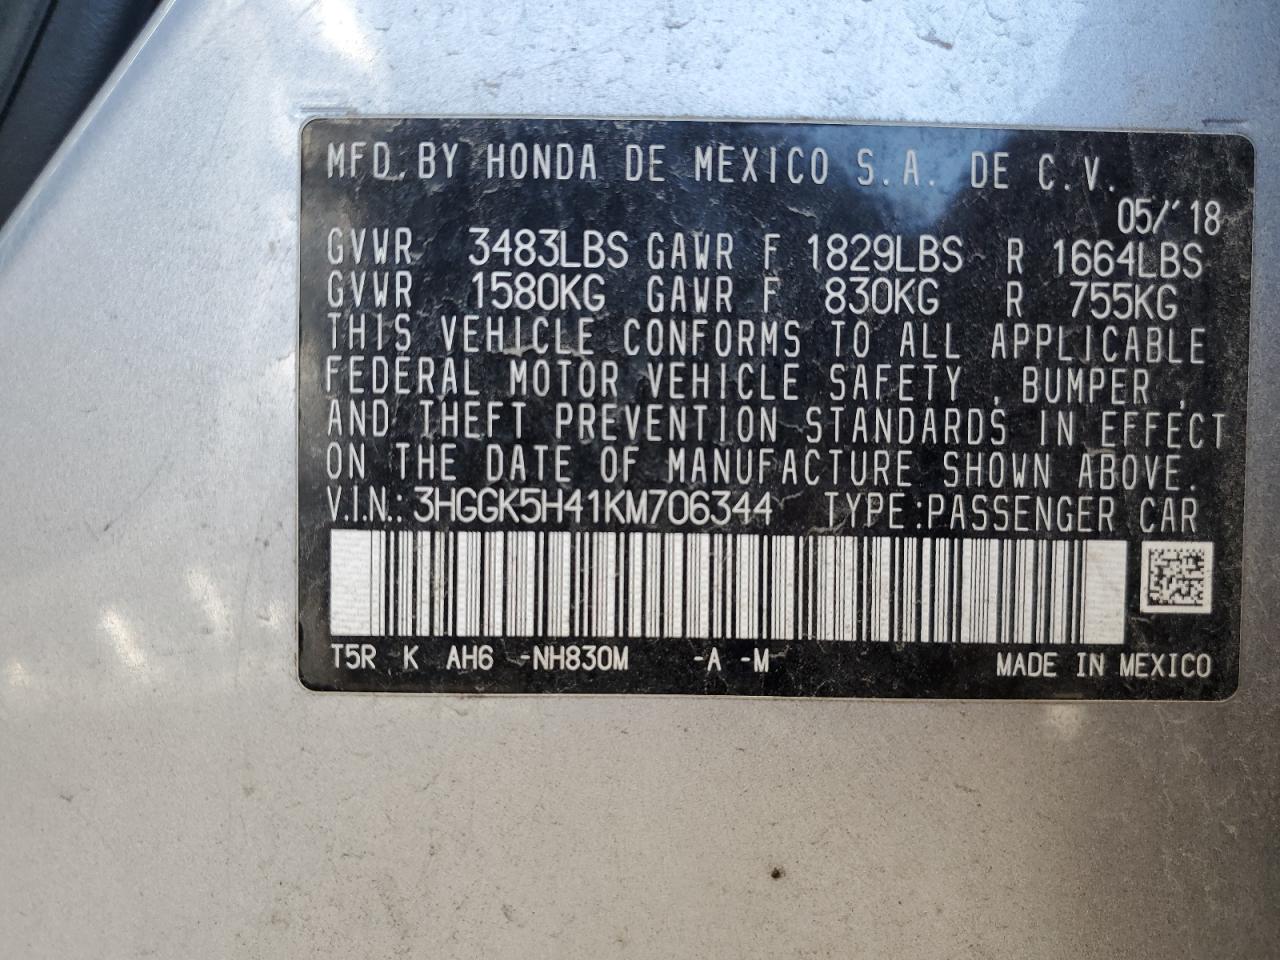 MFD. BY HONDA DE MEXICO S.A. DE C.V.
05/'18
GVWR 3483LBS GAWR F 1829LBS R 1664LBS
GVWR 1580KG GAWR F 830KG R 755KG
THIS VEHICLE CONFORMS TO ALL APPLICABLE
FEDERAL MOTOR VEHICLE SAFETY , BUMPER ,
AND THEFT PREVENTION STANDARDS IN EFFECT
ON THE DATE OF MANUFACTURE SHOWN ABOVE.
V.I.N.: 3HGGK5H41KM706344 TYPE:PASSENGER CAR
T5R K AH6 -NH830M -A -M MADE IN MEXICO